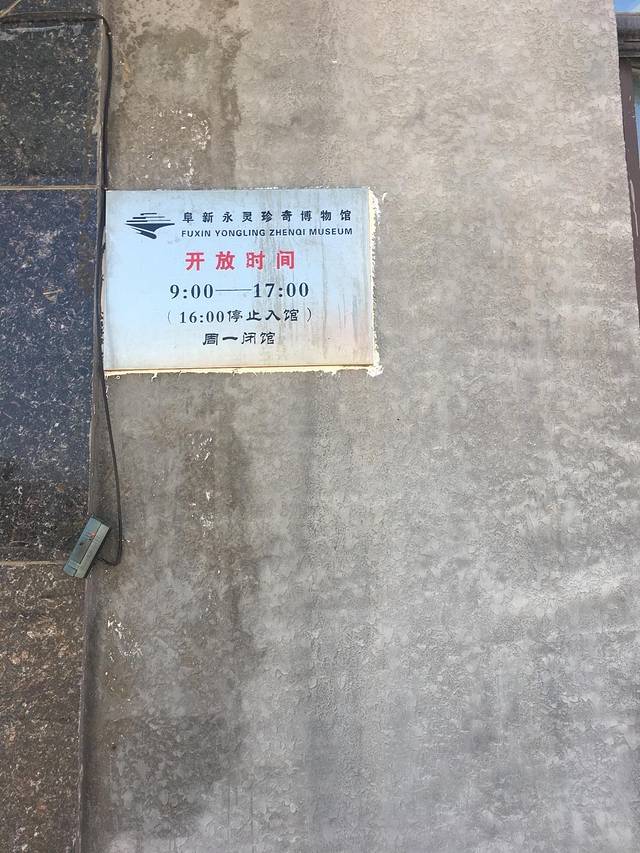 阜新永灵珍奇博物馆
FUXIN YONGLING ZHENQI MUSEUM
开放时间
9:00——17:00
（16:00停止入馆）
周一闭馆